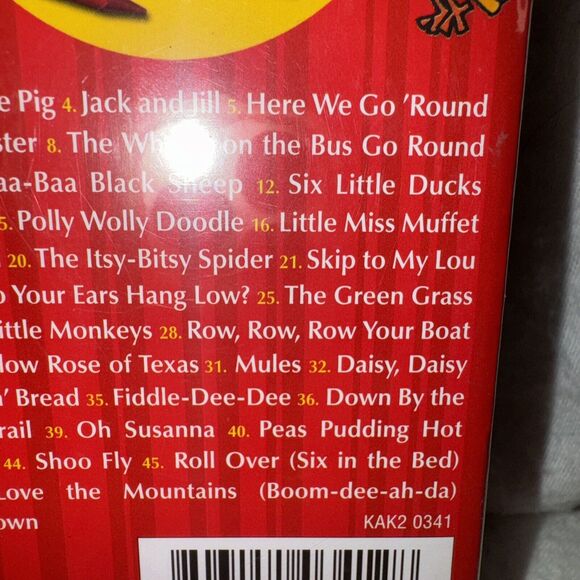 e Pig 4. Jack and Jill 5. Here We Go 'Round
ster 8. The Wheels on the Bus Go Round
aa-Baa Black Sheep 12. Six Little Ducks
5. Polly Wolly Doodle 16. Little Miss Muffet
20. The Itsy-Bitsy Spider 21. Skip to My Lou
o Your Ears Hang Low? 25. The Green Grass
ittle Monkeys 28. Row, Row, Row Your Boat
low Rose of Texas 31. Mules 32. Daisy, Daisy
n' Bread 35. Fiddle-Dee-Dee 36. Down By the
rail 39. Oh Susanna 40. Peas Pudding Hot
44. Shoo Fly 45. Roll Over (Six in the Bed)
Love the Mountains (Boom-dee-ah-da)
own KAK2 0341